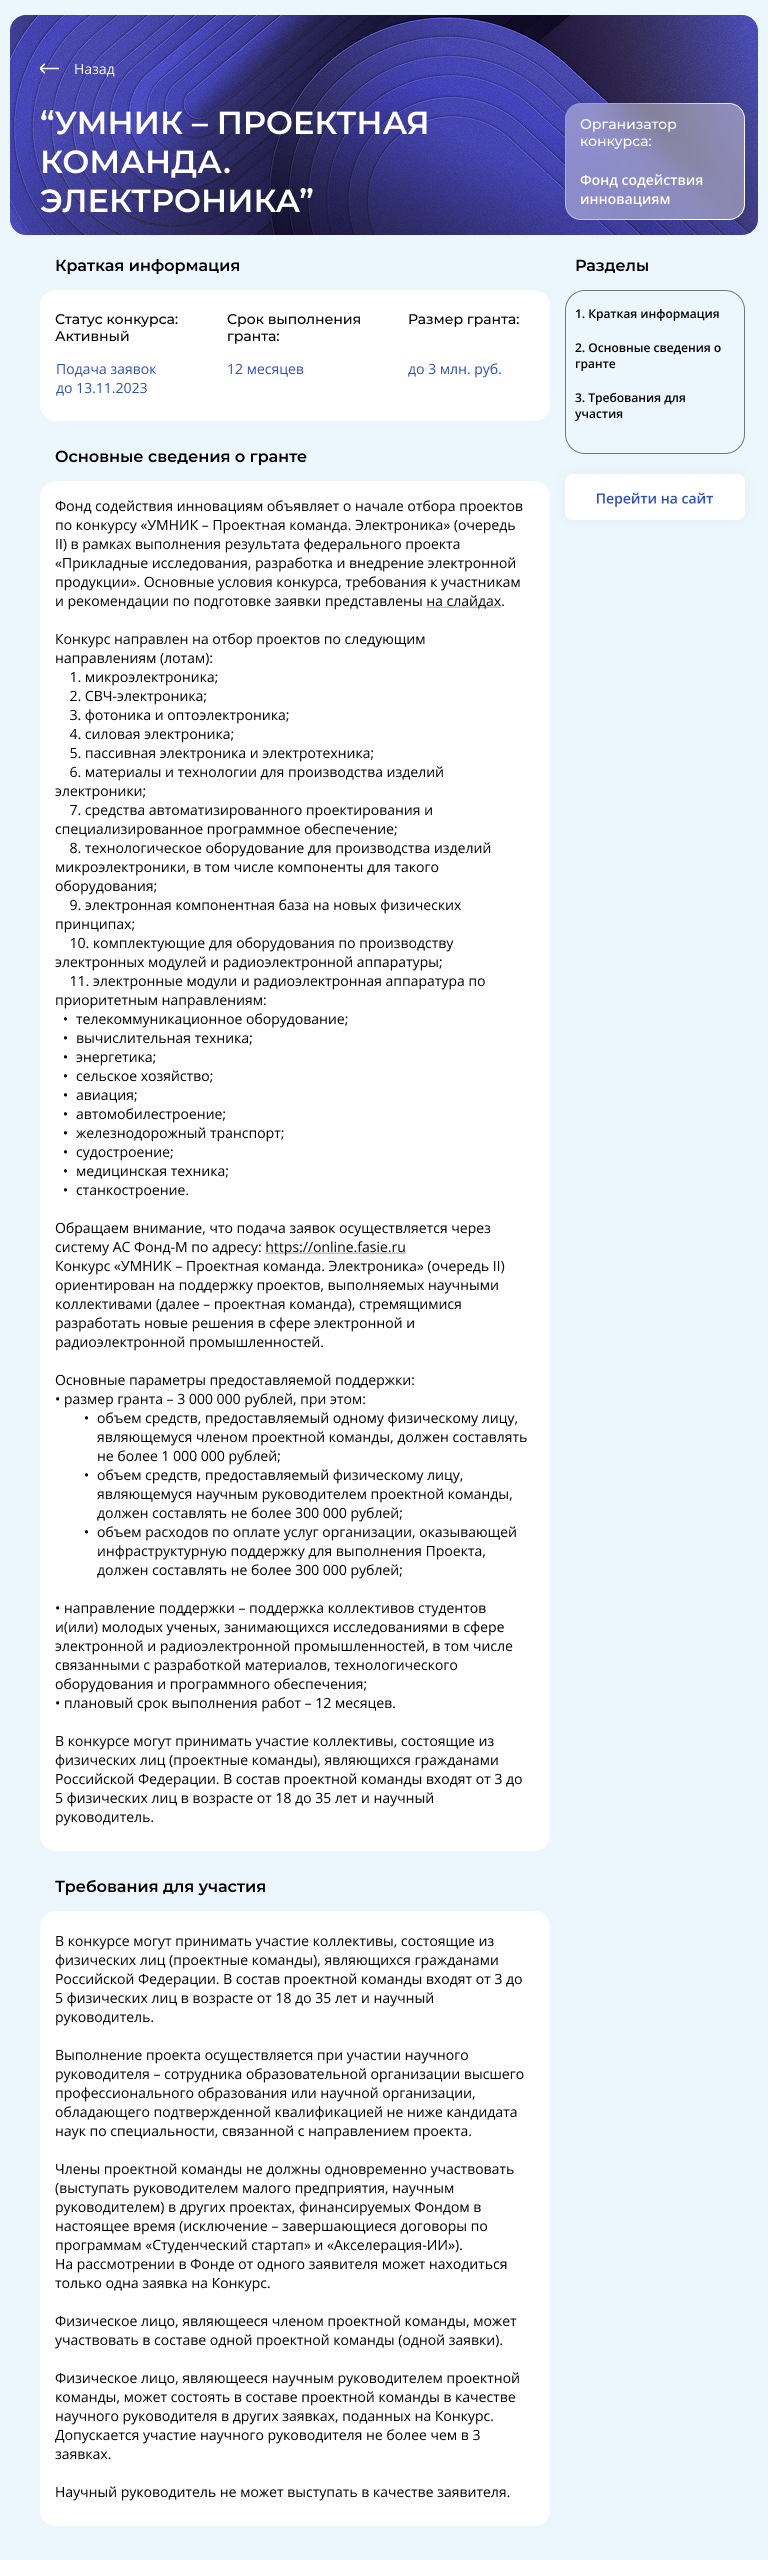 Назад
“УМНИК – ПРОЕКТНАЯ
КОМАНДА.
ЭЛЕКТРОНИКА”
Организатор
конкурса:
Фонд содействия
инновациям
Краткая информация
Статус конкурса:
Активный
Подача заявок
до 13.11.2023
Срок выполнения
гранта:
12 месяцев
Размер гранта:
до 3 млн. руб.
Разделы
1. Краткая информация
2. Основные сведения о
гранте
3. Требования для
участия
Перейти на сайт
Основные сведения о гранте
Фонд содействия инновациям объявляет о начале отбора проектов
по конкурсу «УМНИК – Проектная команда. Электроника» (очередь
II) в рамках выполнения результата федерального проекта
«Прикладные исследования, разработка и внедрение электронной
продукции». Основные условия конкурса, требования к участникам
и рекомендации по подготовке заявки представлены на слайдах.
Конкурс направлен на отбор проектов по следующим
направлениям (лотам):
1. микроэлектроника;
2. СВЧ-электроника;
3. фотоника и оптоэлектроника;
4. силовая электроника;
5. пассивная электроника и электротехника;
6. материалы и технологии для производства изделий
электроники;
7. средства автоматизированного проектирования и
специализированное программное обеспечение;
8. технологическое оборудование для производства изделий
микроэлектроники, в том числе компоненты для такого
оборудования;
9. электронная компонентная база на новых физических
принципах;
10. комплектующие для оборудования по производству
электронных модулей и радиоэлектронной аппаратуры;
11. электронные модули и радиоэлектронная аппаратура по
приоритетным направлениям:
• телекоммуникационное оборудование;
• вычислительная техника;
• энергетика;
• сельское хозяйство;
• авиация;
• автомобилестроение;
• железнодорожный транспорт;
• судостроение;
• медицинская техника;
• станкостроение.
Обращаем внимание, что подача заявок осуществляется через
систему АС Фонд-М по адресу: https://online.fasie.ru
Конкурс «УМНИК – Проектная команда. Электроника» (очередь II)
ориентирован на поддержку проектов, выполняемых научными
коллективами (далее – проектная команда), стремящимися
разработать новые решения в сфере электронной и
радиоэлектронной промышленностей.
Основные параметры предоставляемой поддержки:
• размер гранта – 3 000 000 рублей, при этом:
• объем средств, предоставляемый одному физическому лицу,
являющемуся членом проектной команды, должен составлять
не более 1 000 000 рублей;
• объем средств, предоставляемый физическому лицу,
являющемуся научным руководителем проектной команды,
должен составлять не более 300 000 рублей;
• объем расходов по оплате услуг организации, оказывающей
инфраструктурную поддержку для выполнения Проекта,
должен составлять не более 300 000 рублей;
• направление поддержки – поддержка коллективов студентов
и(или) молодых ученых, занимающихся исследованиями в сфере
электронной и радиоэлектронной промышленностей, в том числе
связанными с разработкой материалов, технологического
оборудования и программного обеспечения;
• плановый срок выполнения работ – 12 месяцев.
В конкурсе могут принимать участие коллективы, состоящие из
физических лиц (проектные команды), являющихся гражданами
Российской Федерации. В состав проектной команды входят от 3 до
5 физических лиц в возрасте от 18 до 35 лет и научный
руководитель.
Требования для участия
В конкурсе могут принимать участие коллективы, состоящие из
физических лиц (проектные команды), являющихся гражданами
Российской Федерации. В состав проектной команды входят от 3 до
5 физических лиц в возрасте от 18 до 35 лет и научный
руководитель.
Выполнение проекта осуществляется при участии научного
руководителя – сотрудника образовательной организации высшего
профессионального образования или научной организации,
обладающего подтвержденной квалификацией не ниже кандидата
наук по специальности, связанной с направлением проекта.
Члены проектной команды не должны одновременно участвовать
(выступать руководителем малого предприятия, научным
руководителем) в других проектах, финансируемых Фондом в
настоящее время (исключение – завершающиеся договоры по
программам «Студенческий стартап» и «Акселерация-ИИ»).
На рассмотрении в Фонде от одного заявителя может находиться
только одна заявка на Конкурс.
Физическое лицо, являющееся членом проектной команды, может
участвовать в составе одной проектной команды (одной заявки).
Физическое лицо, являющееся научным руководителем проектной
команды, может состоять в составе проектной команды в качестве
научного руководителя в других заявках, поданных на Конкурс.
Допускается участие научного руководителя не более чем в 3
заявках.
Научный руководитель не может выступать в качестве заявителя.